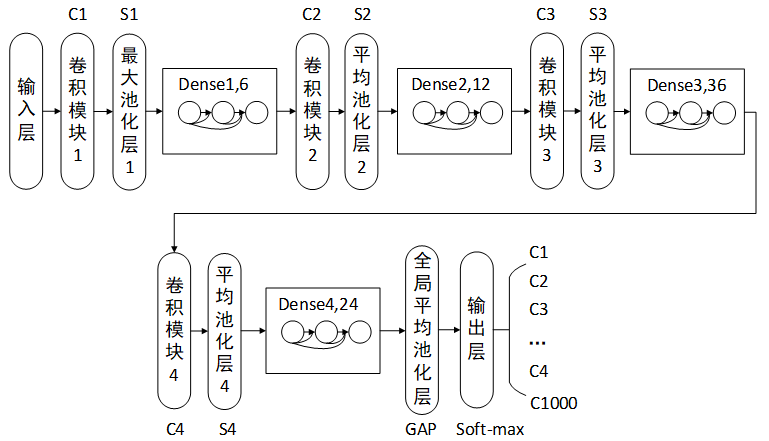 C1
S1
C2
S2
C3
S3
输入层
卷积模块1
最大池化层1
Dense1,6
卷积模块2
平均池化层2
Dense2,12
卷积模块3
平均池化层3
Dense3,36
卷积模块4
平均池化层4
Dense4,24
全局平均池化层
输出层
C1
C2
C3
...
C4
C1000
C4
S4
GAP
Soft-max